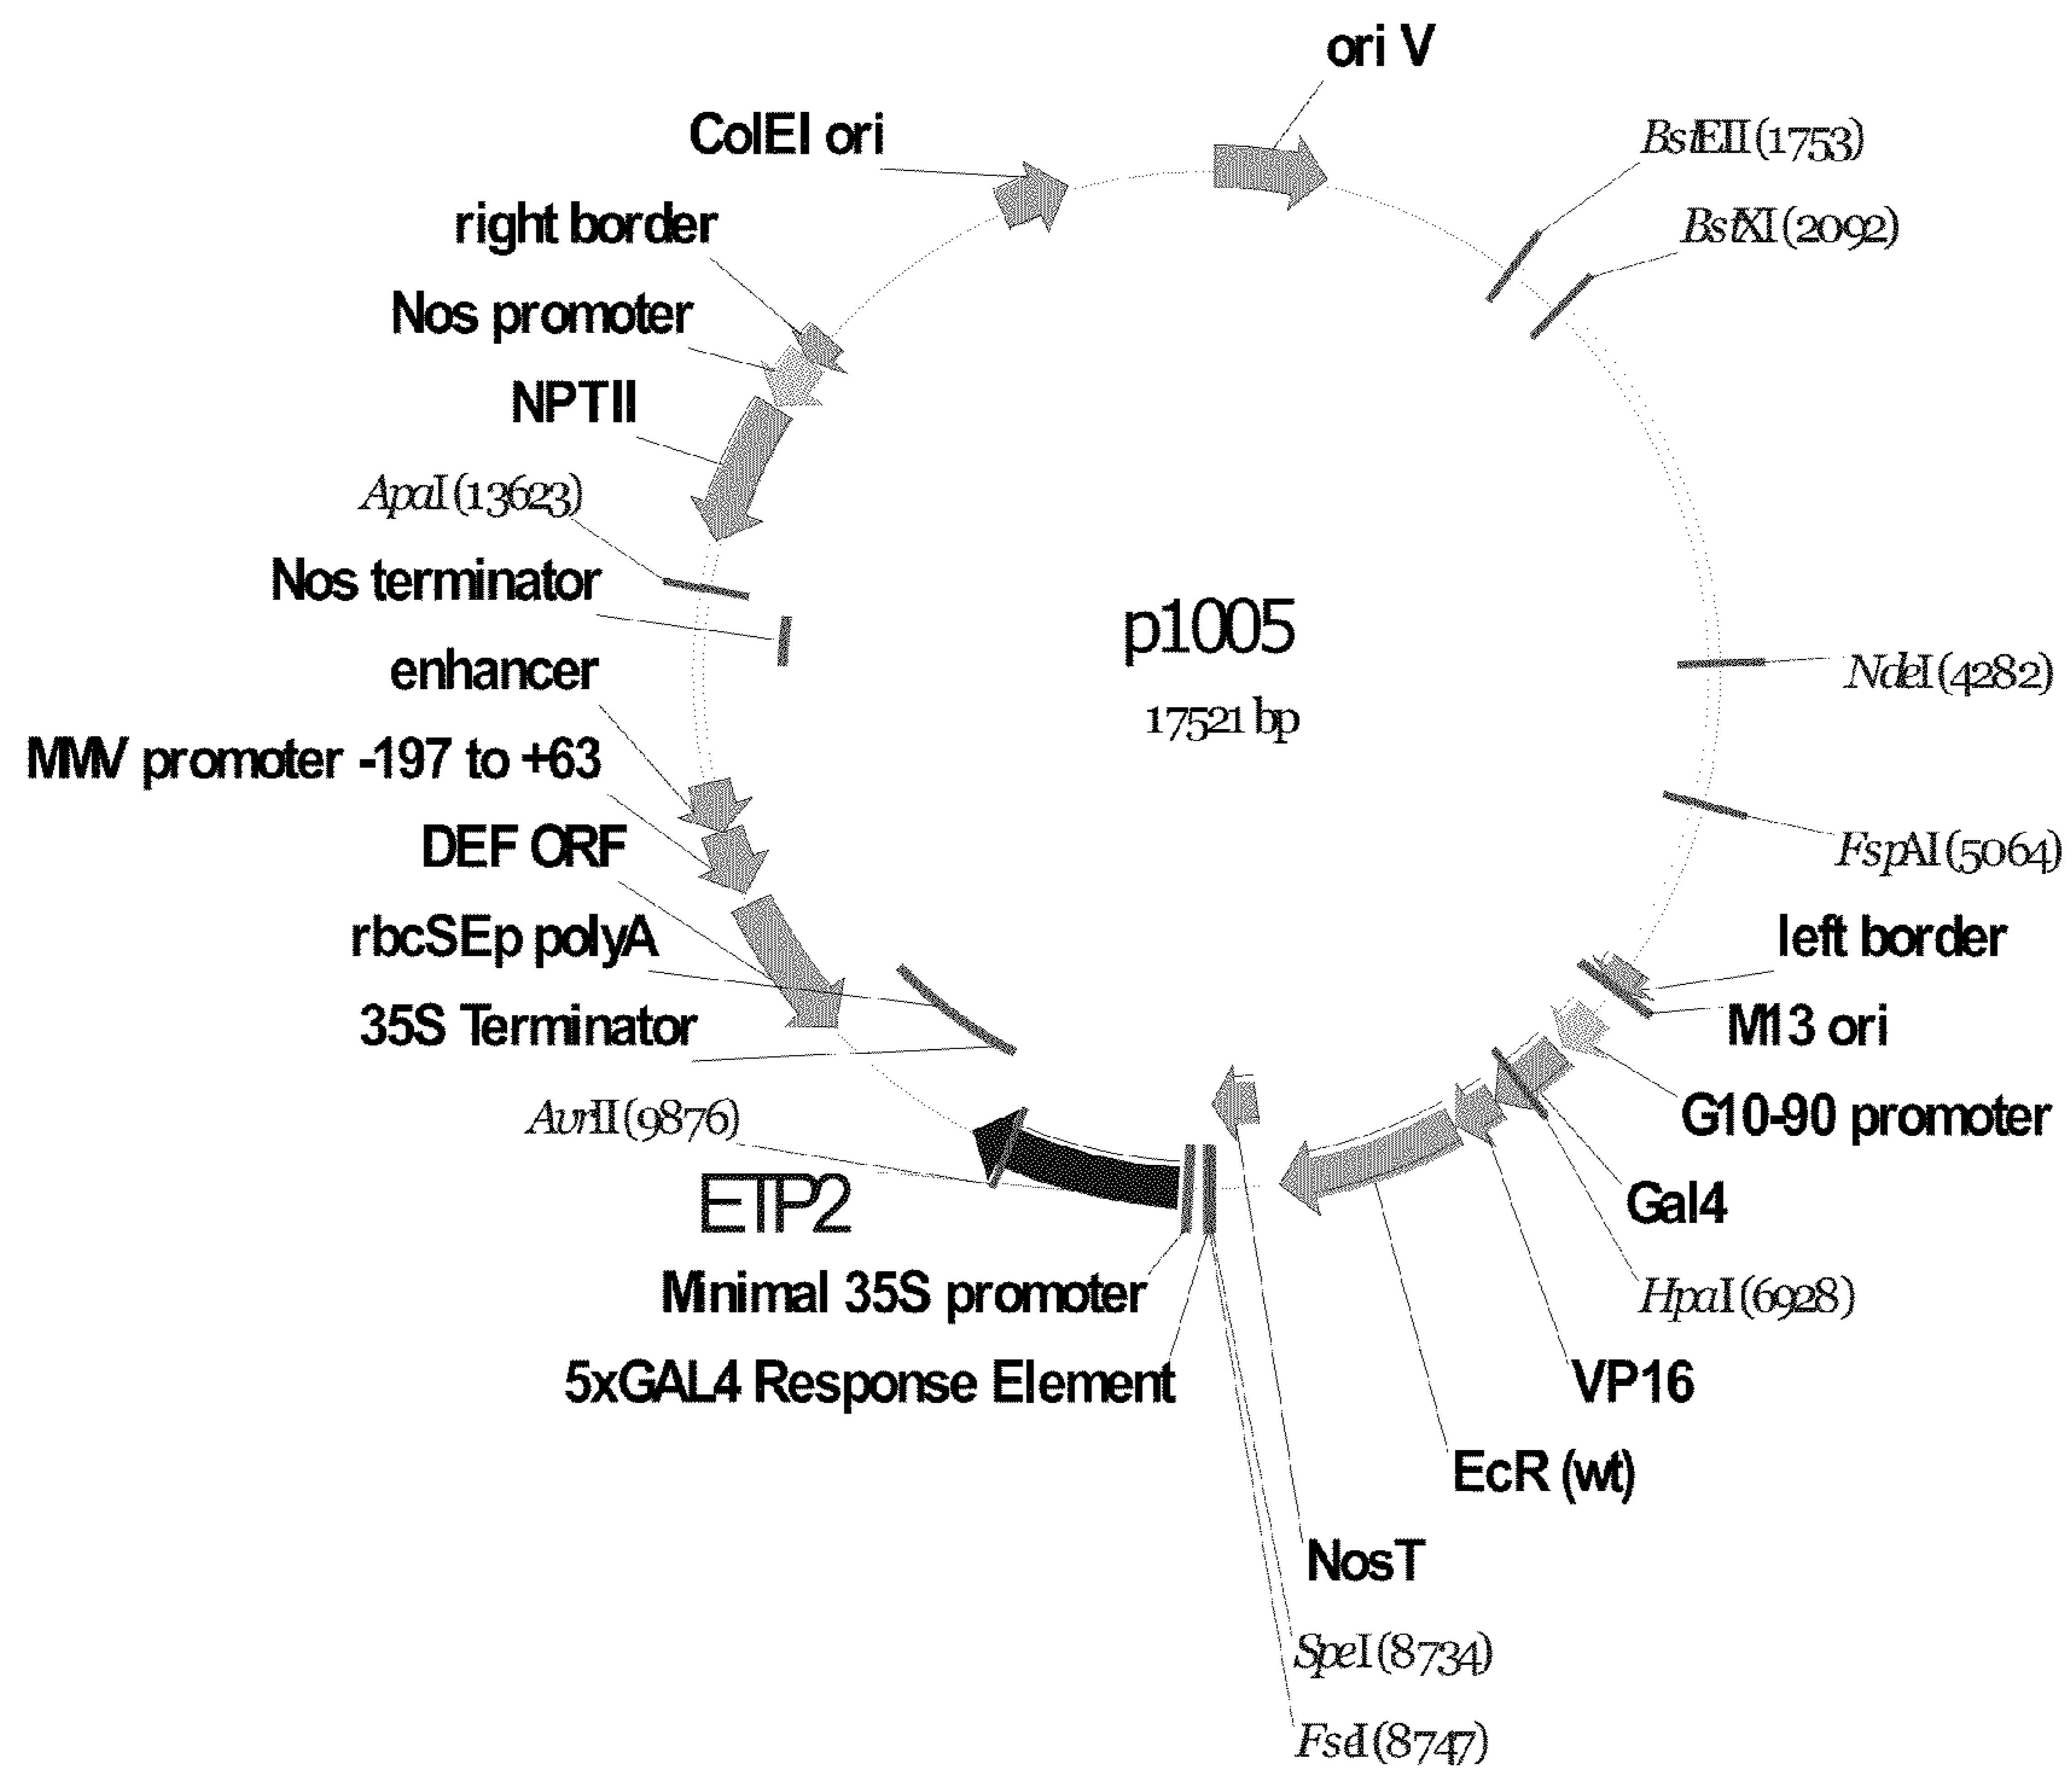 ori V
ColEI ori
BstEII (1753)
right border
BstXI (2092)
Nos promoter
NPTII
ApaI (13623)
Nos terminator
p1005
enhancer
NdeI (4282)
17521 bp
MMV promoter -197 to +63
DEF ORF
FspAI (5064)
rbcSEp polyA
left border
35S Terminator
M13 ori
AvrII (9876)
G10-90 promoter
ETP2
Gal4
Minimal 35S promoter
HpaI (6928)
5xGAL4 Response Element
VP16
EcR (wt)
NosT
SpeI (8734)
FseI (8747)